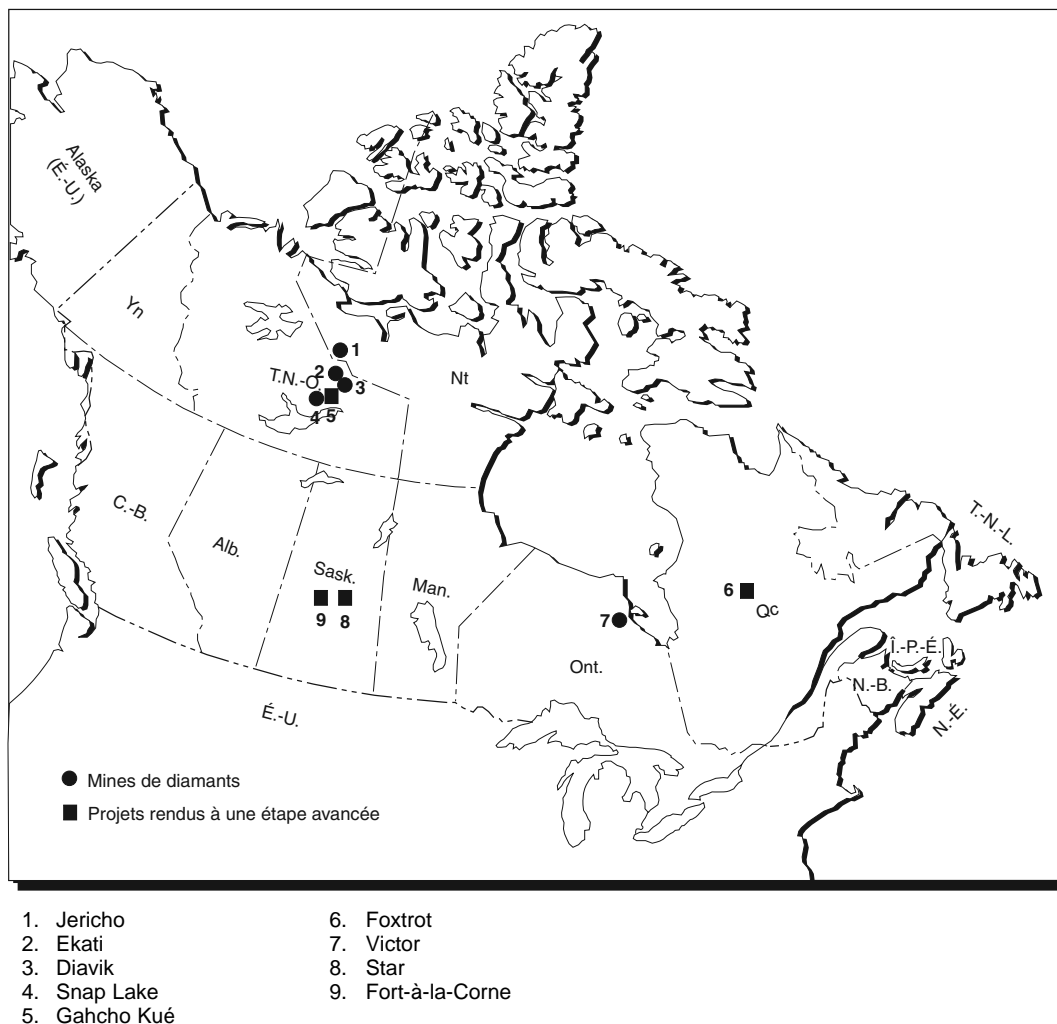 Alaska
(É.-U.)
Yn
T.N.-O.
Nt
1
2
3
4
5
C.-B.
Alb.
Sask.
Man.
9
8
7
6
Qc
Ont.
T.-N.-L.
Î.-P.-É.
N.-B.
N.-É.
É.-U.
Mines de diamants
Projets rendus à une étape avancée
1. Jericho
2. Ekati
3. Diavik
4. Snap Lake
5. Gahcho Kué
6. Foxtrot
7. Victor
8. Star
9. Fort-à-la-Corne